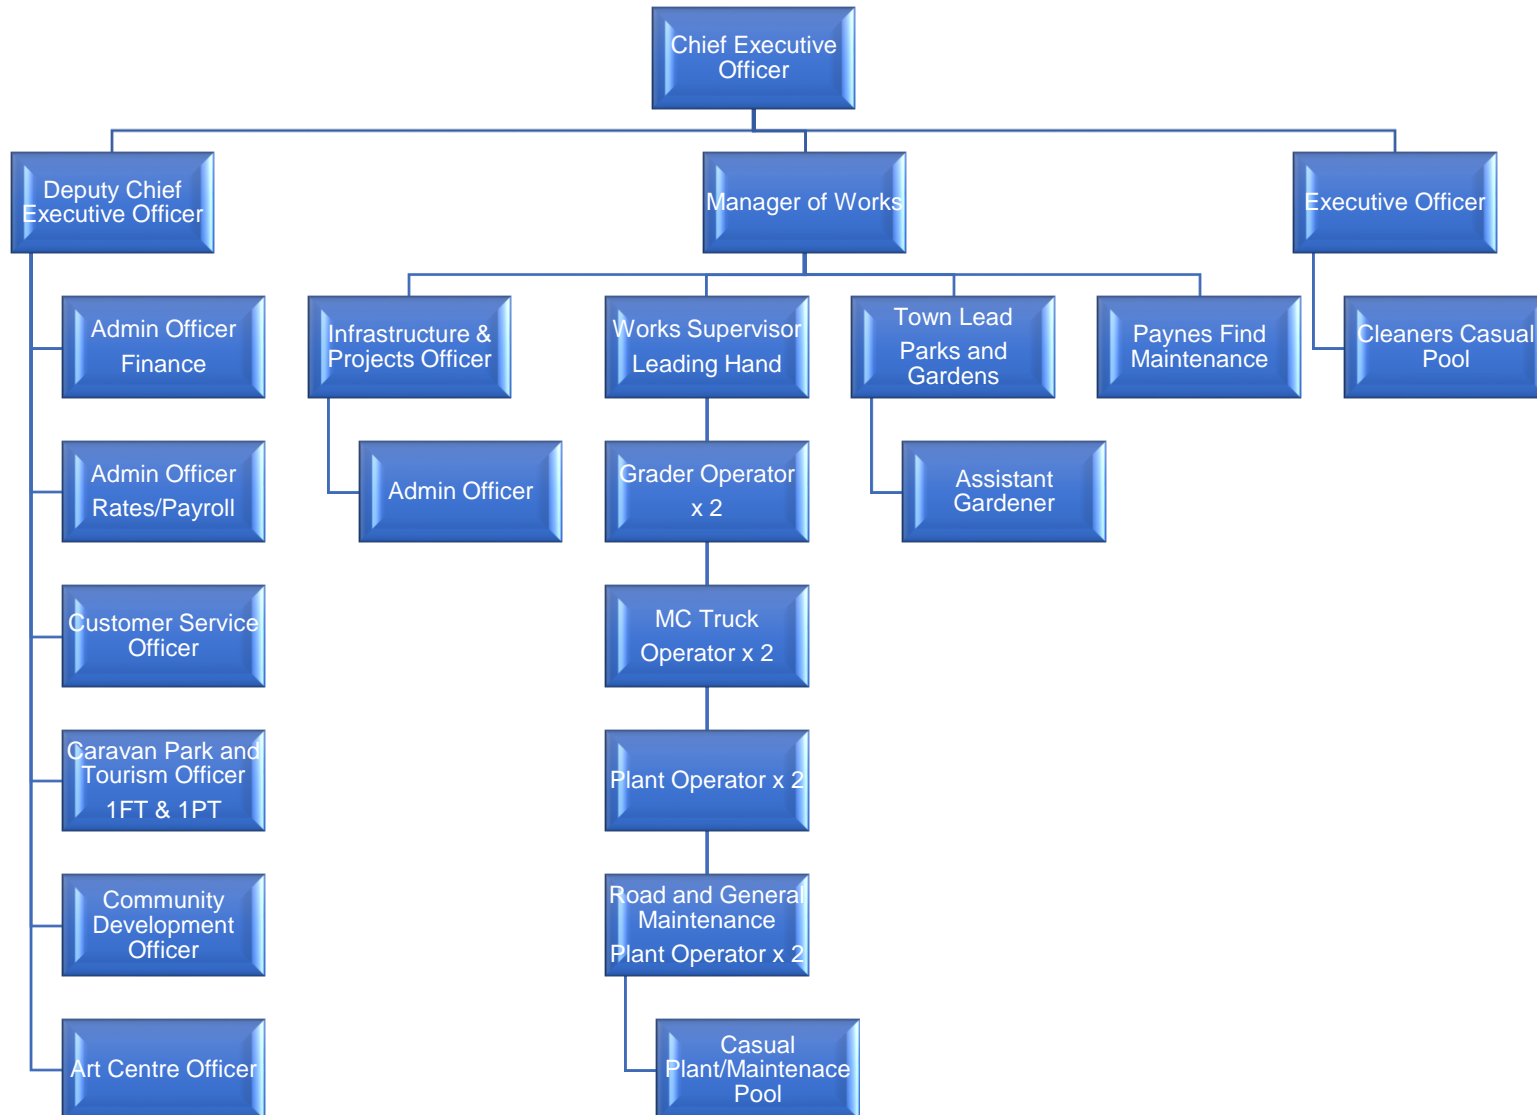 Chief Executive
Officer
Deputy Chief
Executive Officer
Manager of Works
Executive Officer
Admin Officer
Finance
Infrastructure &
Projects Officer
Works Supervisor
Leading Hand
Town Lead
Parks and
Gardens
Paynes Find
Maintenance
Cleaners Casual
Pool
Admin Officer
Rates/Payroll
Admin Officer
Grader Operator
x 2
Assistant
Gardener
Customer Service
Officer
MC Truck
Operator x 2
Caravan Park and
Tourism Officer
1FT & 1PT
Plant Operator x 2
Community
Development
Officer
Road and General
Maintenance
Plant Operator x 2
Art Centre Officer
Casual
Plant/Maintenace
Pool